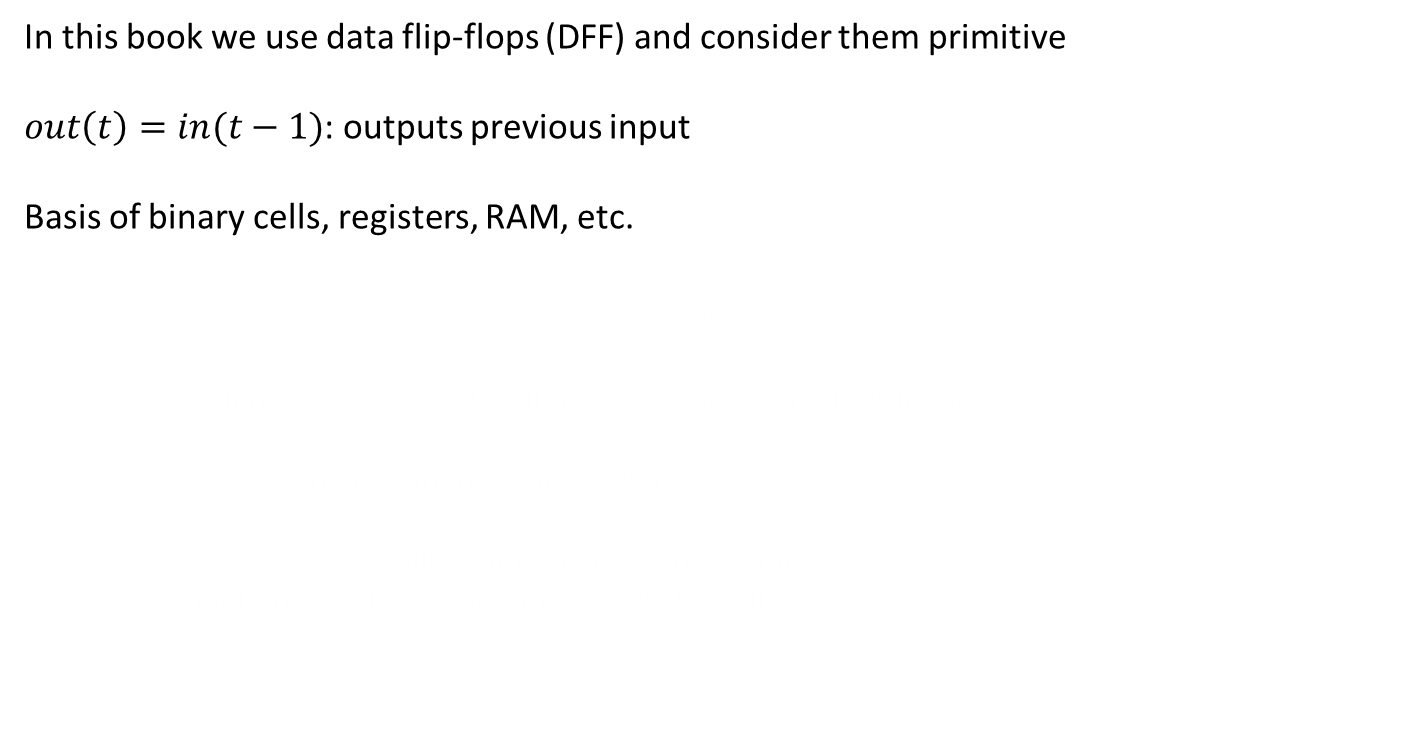 In this book we use data flip-flops (DFF) and consider them primitive
out(t) = in(t − 1): outputs previous input
Basis of binary cells, registers, RAM, etc.